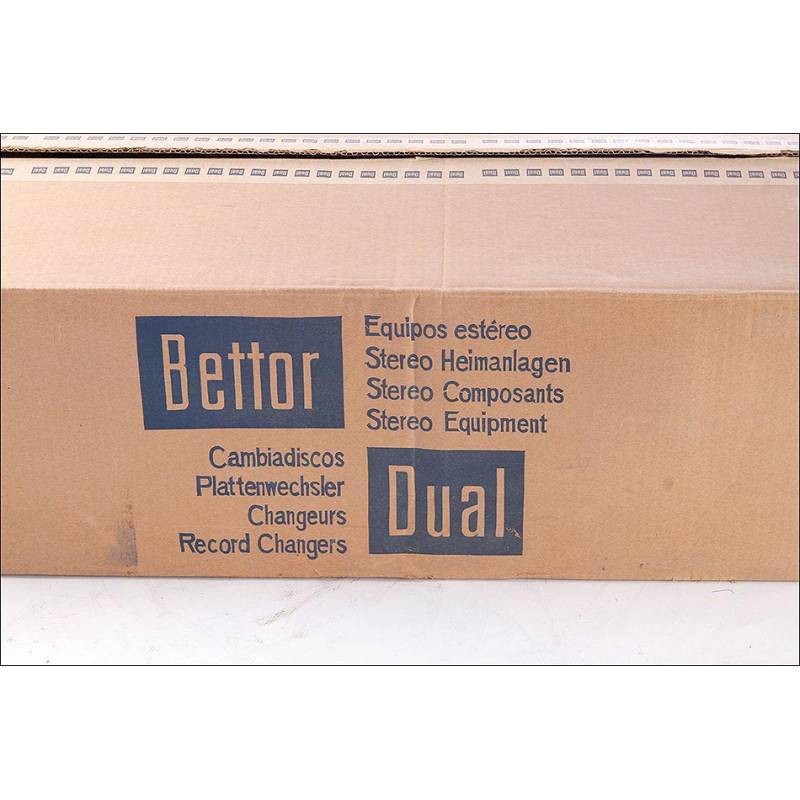 Bettor
Equipos estéreo
Stereo Heimanlagen
Stereo Composants
Stereo Equipment
Cambiadiscos
Plattenwechsler
Changeurs
Record Changers
Dual